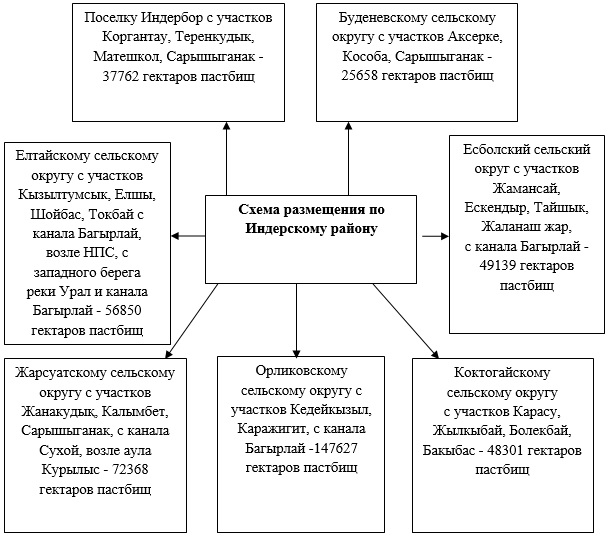 Поселку Индербор с участков
Коргантау, Теренкудык,
Матешкол, Сарышыганак -
37762 гектаров пастбищ
Буденевскому сельскому
округу с участков Аксерке,
Кособа, Сарышыганак -
25658 гектаров пастбищ
Елтайскому сельскому
округу с участков
Кызылтумсык, Елшы,
Шойбас, Токбай с
канала Багырлай,
возле НПС, с
западного берега
реки Урал и канала
Багырлай - 56850
гектаров пастбищ
Схема размещения по
Индерскому району
Есболский сельский
округ с участков
Жамансай,
Ескендыр, Тайшык,
Жаланаш жар,
с канала Багырлай -
49139 гектаров
пастбищ
Жарсуатскому сельскому
округу с участков
Жанакудык, Калымбет,
Сарышыганак, с канала
Сухой, возле аула
Курылыс - 72368
гектаров пастбищ
Орликовскому
сельскому округу с
участков Кедейкызыл,
Каражигит, с канала
Багырлай -147627
гектаров пастбищ
Коктогайскому
сельскому округу
с участков Карасу,
Жылкыбай, Болекбай,
Бакыбас - 48301 гектаров
пастбищ